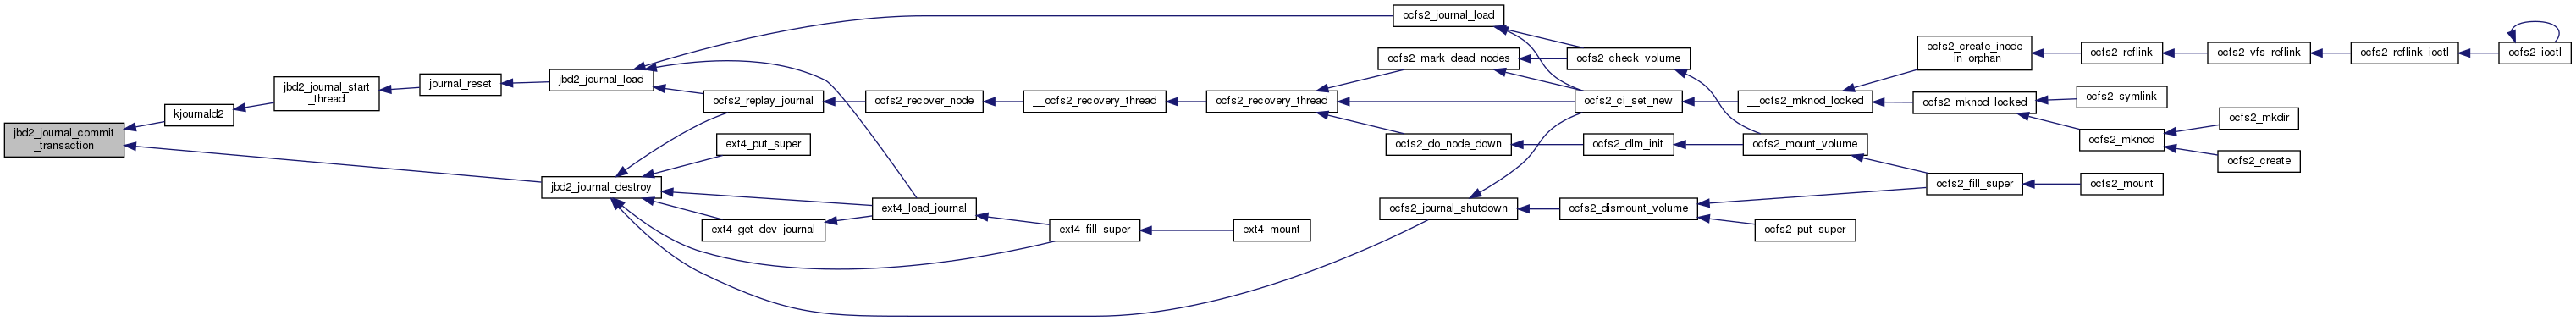 jbd2_journal_commit
_transaction
kjournald2
jbd2_journal_start
_thread
journal_reset
jbd2_journal_load
jbd2_journal_destroy
ocfs2_replay_journal
ext4_put_super
ext4_get_dev_journal
ocfs2_recover_node
ext4_load_journal
__ocfs2_recovery_thread
ext4_fill_super
ocfs2_recovery_thread
ext4_mount
ocfs2_journal_load
ocfs2_mark_dead_nodes
ocfs2_do_node_down
ocfs2_journal_shutdown
ocfs2_check_volume
ocfs2_ci_set_new
ocfs2_dlm_init
ocfs2_dismount_volume
__ocfs2_mknod_locked
ocfs2_mount_volume
ocfs2_put_super
ocfs2_create_inode
_in_orphan
ocfs2_mknod_locked
ocfs2_fill_super
ocfs2_reflink
ocfs2_symlink
ocfs2_mknod
ocfs2_mount
ocfs2_vfs_reflink
ocfs2_mkdir
ocfs2_create
ocfs2_reflink_ioctl
ocfs2_ioctl